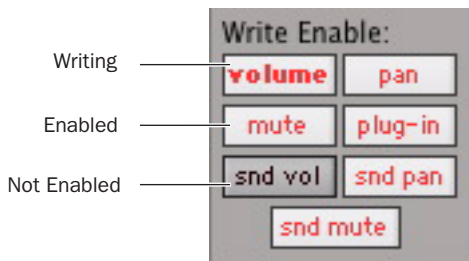 Write Enable:
Writing volume pan
Enabled mute plug-in
Not Enabled snd vol snd pan
snd mute